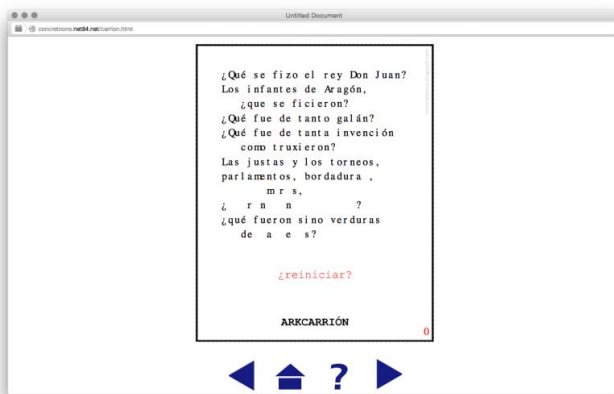 Untitled Document
concretoons.net84.net/carrion.html
¿Qué se fizo el rey Don Juan?
Los infantes de Aragón,
¿que se ficieron?
¿Qué fue de tanto galán?
¿Qué fue de tanta invención
como truxieron?
Las justas y los torneos,
parlamentos, bordadura ,
m r s,
¿ r n n ?
¿qué fueron sino verduras
de a e s?
¿reiniciar?
ARKCARRIÓN
0
?